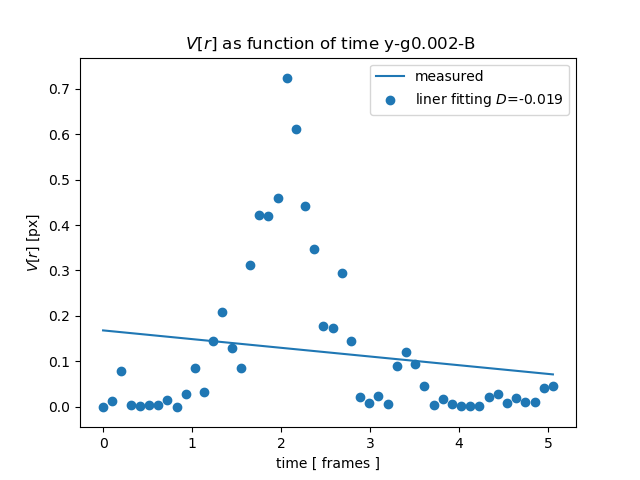 V[r] as function of time y-g0.002-B
measured
liner fitting D=-0.019
0.7
0.6
0.5
0.4
0.3
0.2
0.1
0.0
V[r] [px]
0 1 2 3 4 5
time [ frames ]